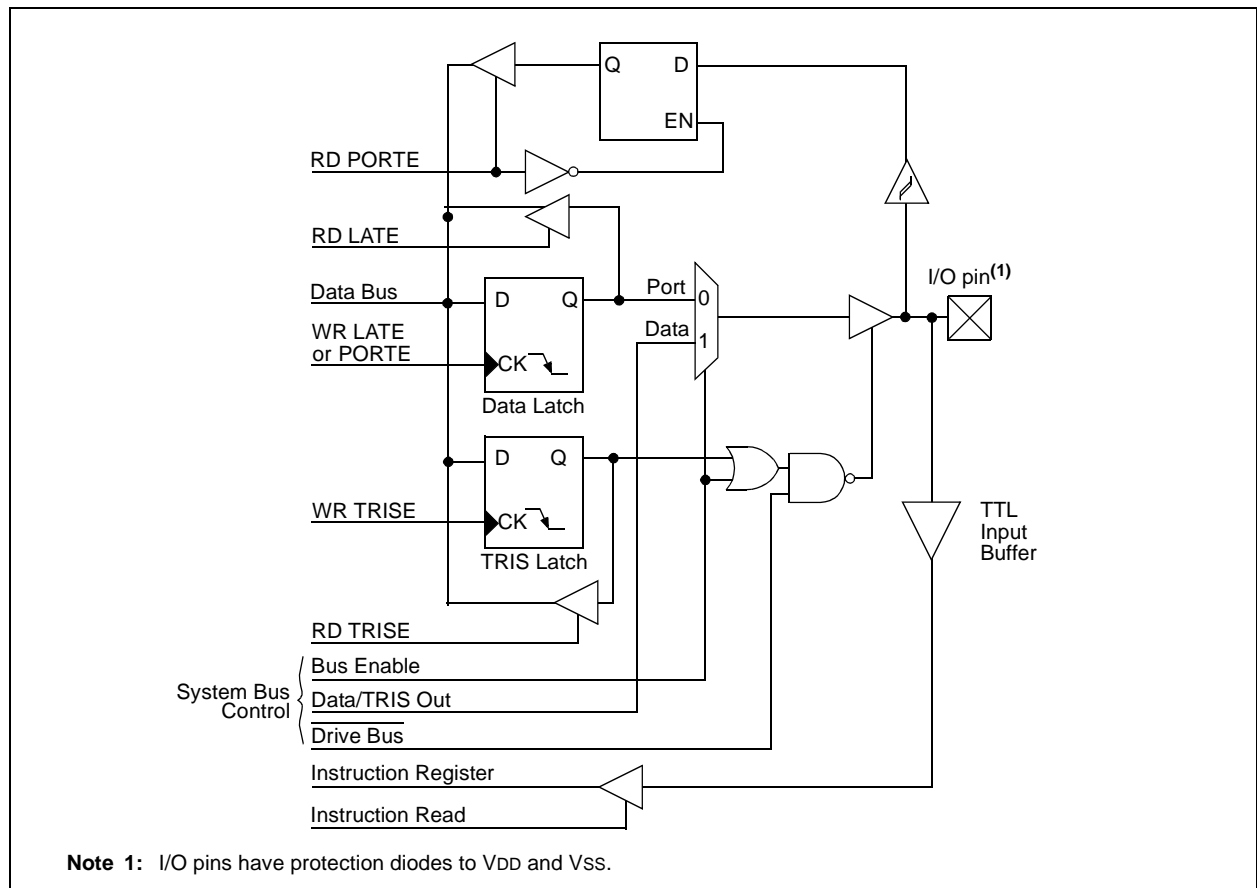 Q D
EN
RD PORTE
RD LATE
Data Bus
WR LATE
or PORTE
D Q
CK
Data Latch
Port 0
Data 1
I/O pin(1)
D Q
WR TRISE
CK
TRIS Latch
TTL
Input
Buffer
RD TRISE
System Bus
Control
Bus Enable
Data/TRIS Out
Drive Bus
Instruction Register
Instruction Read
Note 1: I/O pins have protection diodes to VDD and VSS.